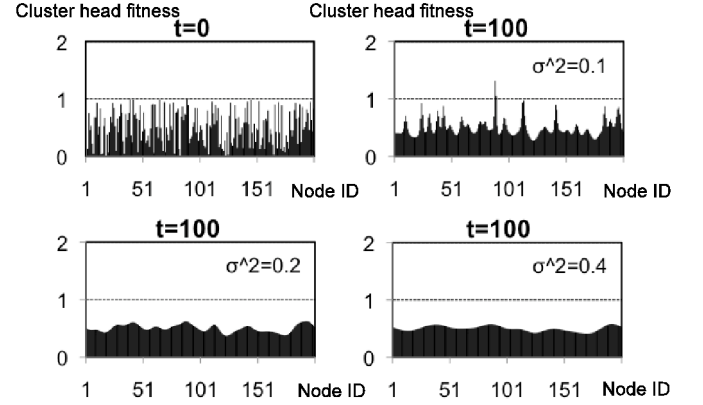 Cluster head fitness
t=0
2
1
0
1 51 101 151 Node ID
Cluster head fitness
t=100
σ^2=0.1
2
1
0
1 51 101 151 Node ID
t=100
σ^2=0.2
2
1
0
1 51 101 151 Node ID
t=100
σ^2=0.4
2
1
0
1 51 101 151 Node ID